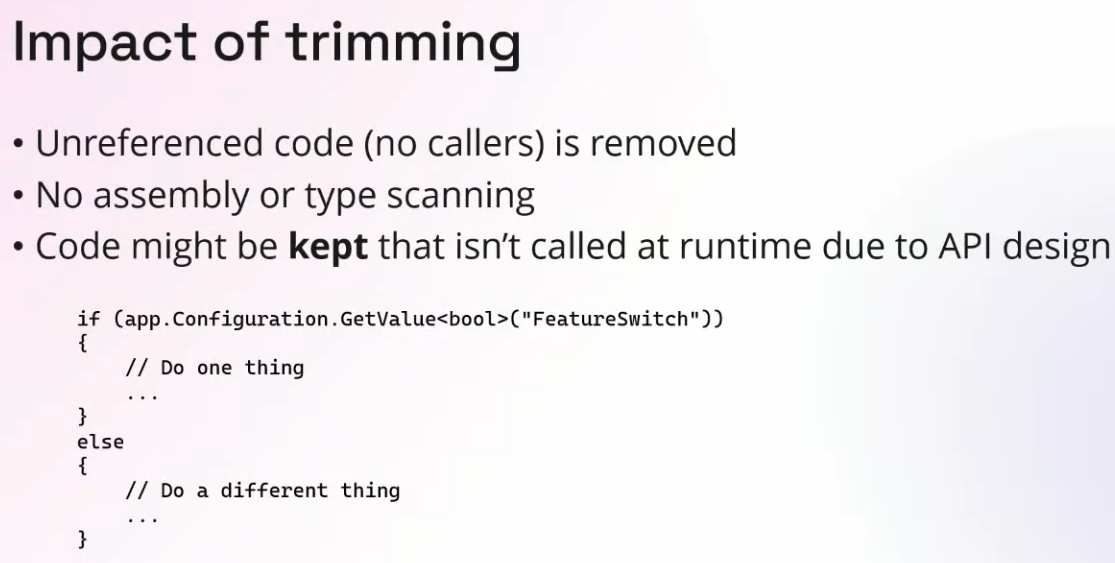 Impact of trimming
• Unreferenced code (no callers) is removed
• No assembly or type scanning
• Code might be kept that isn't called at runtime due to API design
if (app.Configuration.GetValue<bool>("FeatureSwitch"))
{
    // Do one thing
    ...
}
else
{
    // Do a different thing
    ...
}